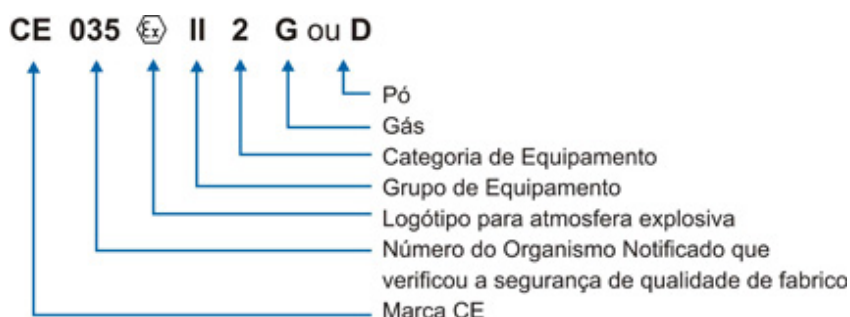 CE 035 Ex II 2 G ou D
Pó
Gás
Categoria de Equipamento
Grupo de Equipamento
Logótipo para atmosfera explosiva
Número do Organismo Notificado que
verificou a segurança de qualidade de fabrico
Marca CE